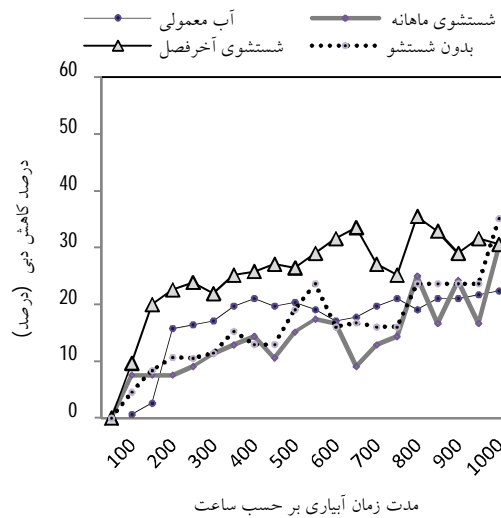 آب معمولی
شستشوی ماهانه
شستشوی آخرفصل
بدون شستشو
درصد کاهش دبی (درصد)
60
50
40
30
20
10
0
100 200 300 400 500 600 700 800 900 1000
مدت زمان آبیاری بر حسب ساعت